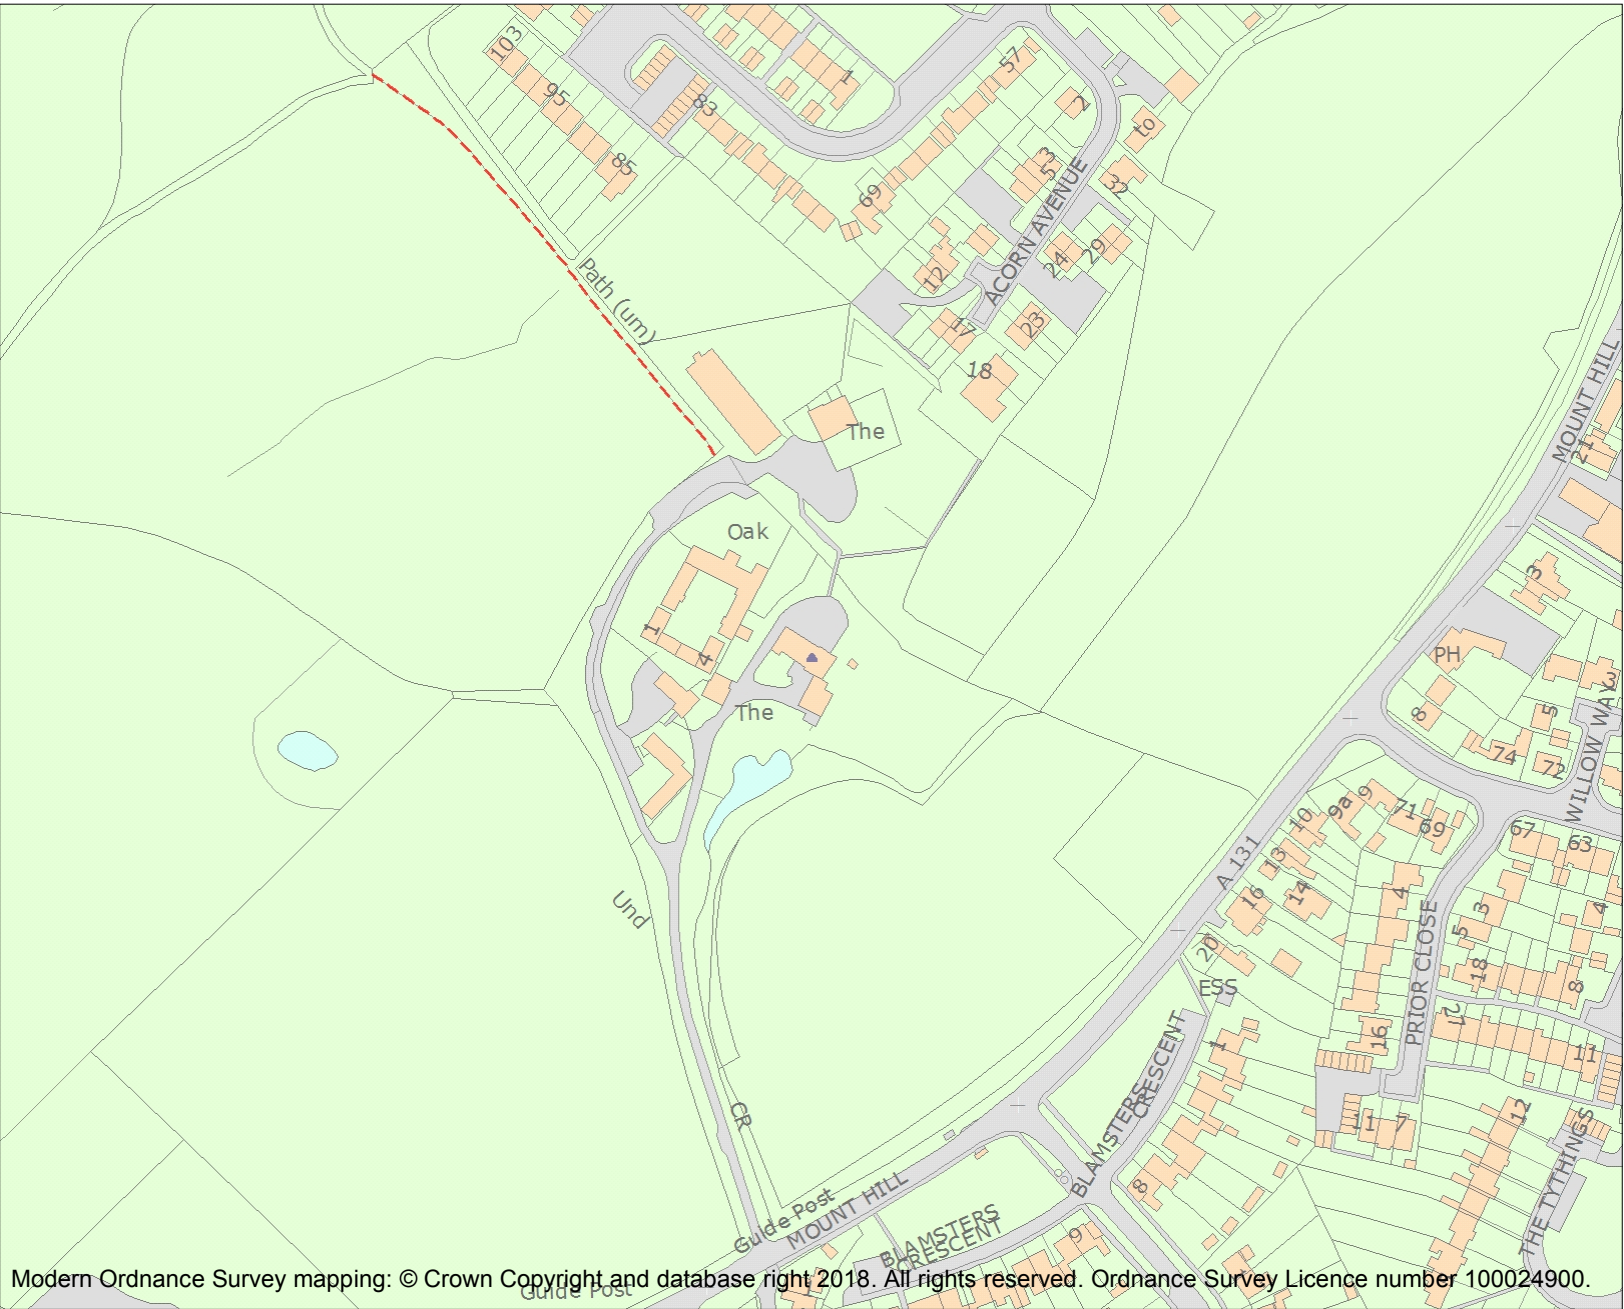 103
95
85
83
1
57
2
to
3
5
32
69
ACORN AVENUE
12
24
29
Path (um)
17
23
18
The
MOUNT HILL
21
Oak
1
4
The
3
PH
8
5
3
WILLOW WAY
74
72
A 131
10
9a
9
71
69
67
63
13
16
14
4
20
PRIOR CLOSE
3
5
18
4
8
Und
ESS
27
16
11
1
BLAMSTERS
CRESCENT
CR
11
7
12
THE TYTHINGS
8
Guide Post
MOUNT HILL
BLAMSTERS
CRESCENT
9
Modern Ordnance Survey mapping: © Crown Copyright and database right 2018. All rights reserved. Ordnance Survey Licence number 100024900.
Guide Post